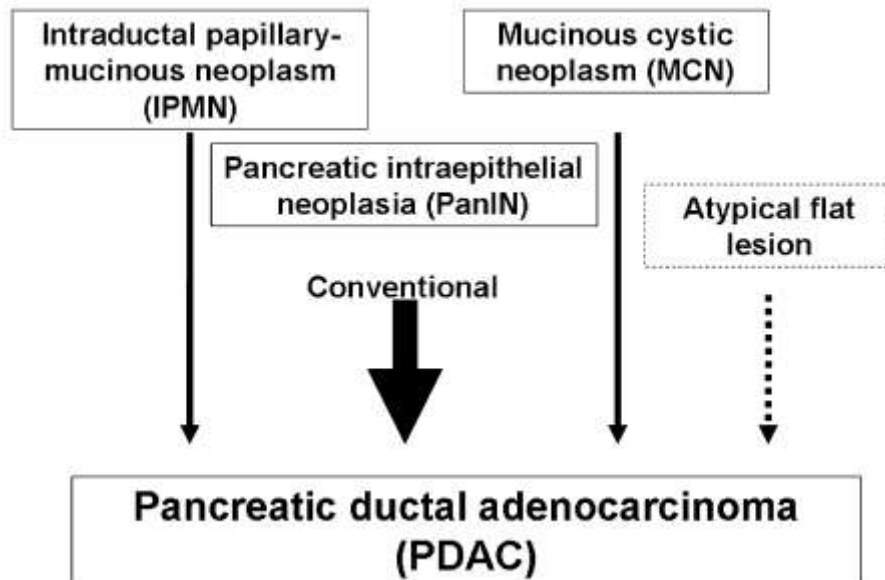 Intraductal papillary-
mucinous neoplasm
(IPMN)
Mucinous cystic
neoplasm (MCN)
Pancreatic intraepithelial
neoplasia (PanIN)
Atypical flat
lesion
Conventional
Pancreatic ductal adenocarcinoma
(PDAC)